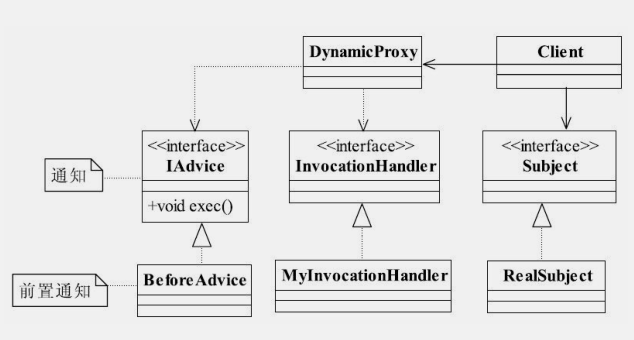 DynamicProxy
Client
<<interface>>
IAdvice
+void exec()
<<interface>>
InvocationHandler
<<interface>>
Subject
通知
BeforeAdvice
MyInvocationHandler
RealSubject
前置通知